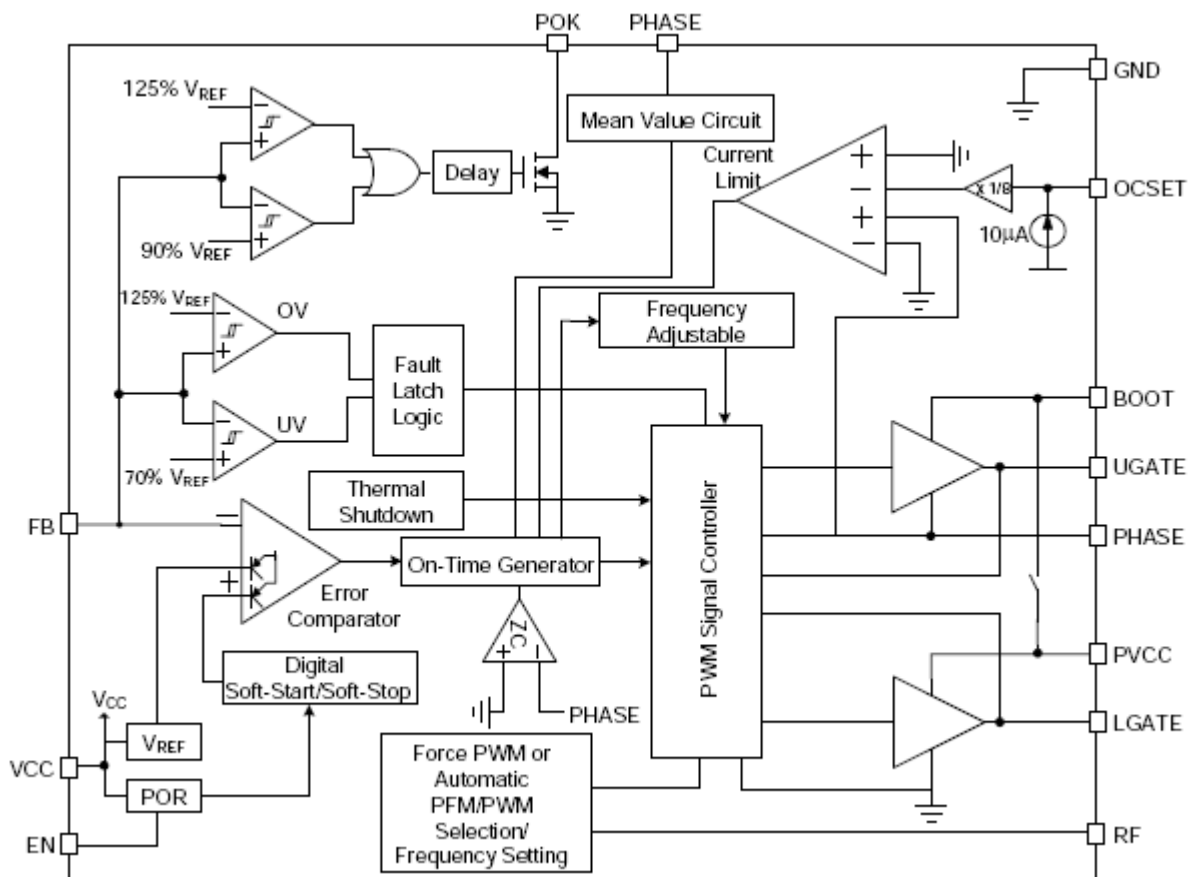 POK
PHASE
GND
125% VREF
−
+
Mean Value Circuit
Current
Limit
+
−
+
−
X 1/8
OCSET
10µA
Delay
−
+
90% VREF
125% VREF
OV
−
+
Frequency
Adjustable
Fault
Latch
Logic
BOOT
−
+
UV
70% VREF
UGATE
Thermal
Shutdown
FB
−
+
PHASE
On-Time Generator
PWM Signal Controller
Error
Comparator
ZC
+
−
Digital
Soft-Start/Soft-Stop
PVCC
VCC
PHASE
LGATE
VREF
VCC
Force PWM or
Automatic
PFM/PWM
Selection/
Frequency Setting
POR
EN
RF